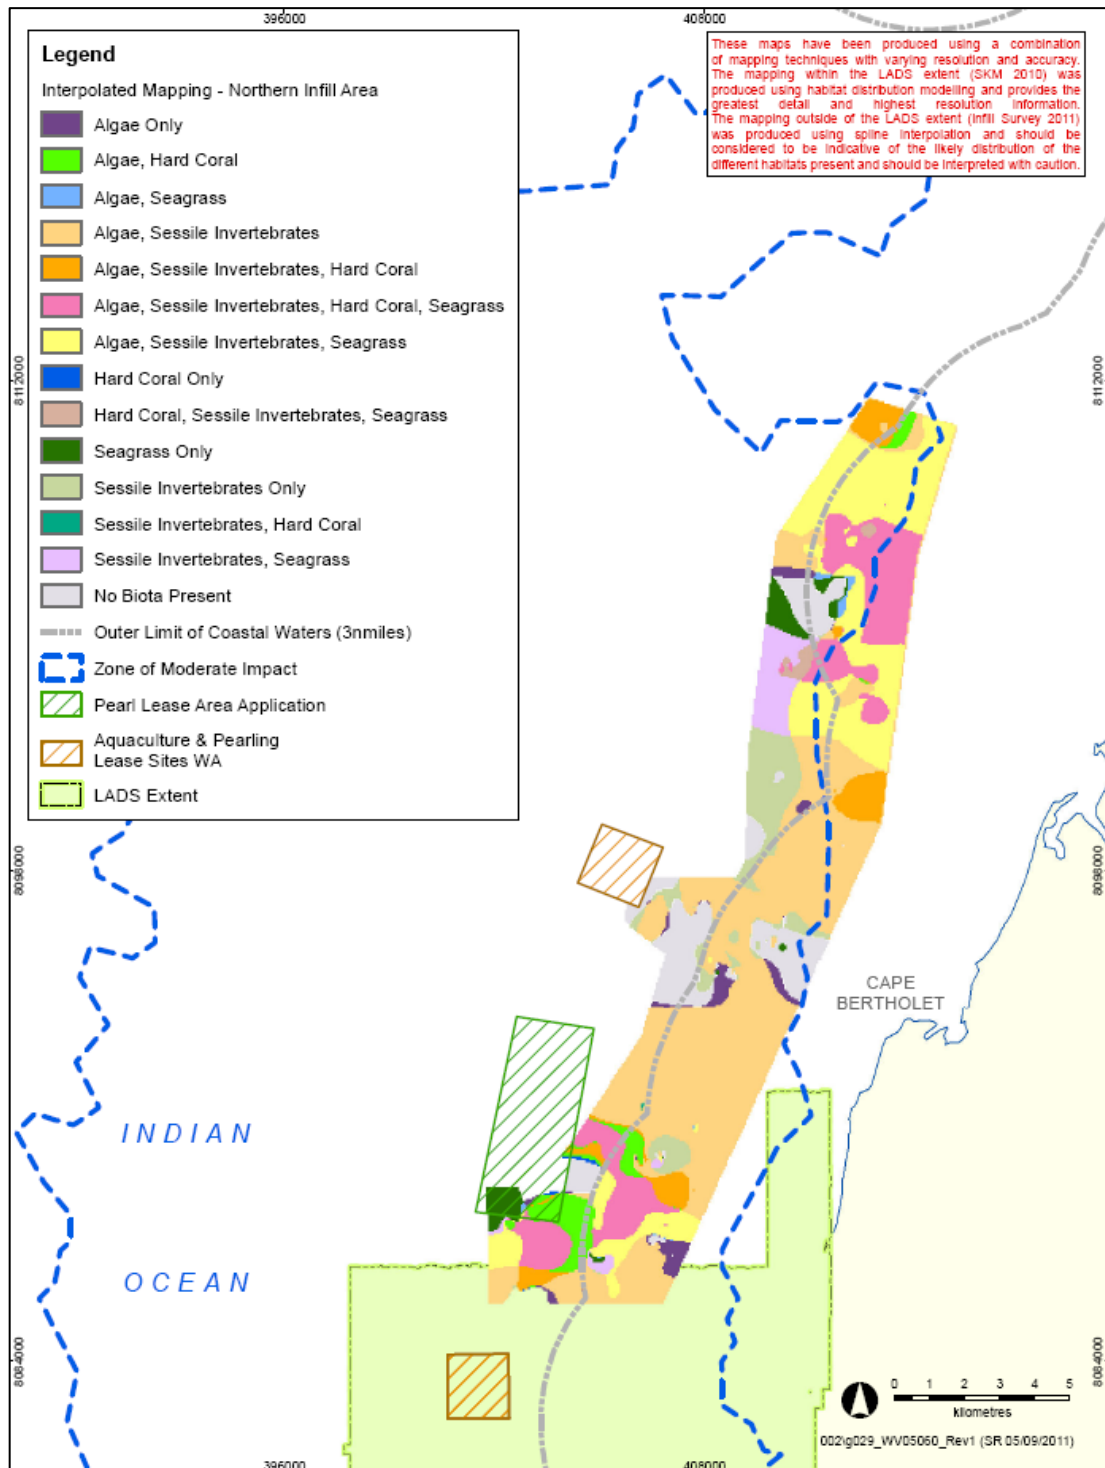 396000
408000
Legend
Interpolated Mapping - Northern Infill Area
Algae Only
Algae, Hard Coral
Algae, Seagrass
Algae, Sessile Invertebrates
Algae, Sessile Invertebrates, Hard Coral
Algae, Sessile Invertebrates, Hard Coral, Seagrass
Algae, Sessile Invertebrates, Seagrass
Hard Coral Only
Hard Coral, Sessile Invertebrates, Seagrass
Seagrass Only
Sessile Invertebrates Only
Sessile Invertebrates, Hard Coral
Sessile Invertebrates, Seagrass
No Biota Present
Outer Limit of Coastal Waters (3nmiles)
Zone of Moderate Impact
Pearl Lease Area Application
Aquaculture & Pearling
Lease Sites WA
LADS Extent
These maps have been produced using a combination
of mapping techniques with varying resolution and accuracy.
The mapping within the LADS extent (SKM 2010) was
produced using habitat distribution modelling and provides the
greatest detail and highest resolution information.
The mapping outside of the LADS extent (Infill Survey 2011)
was produced using spline interpolation and should be
considered to be indicative of the likely distribution of the
different habitats present and should be interpreted with caution.
8112000
8112000
8098000
8098000
CAPE
BERTHOLET
INDIAN
OCEAN
8084000
8084000
0 1 2 3 4 5
kilometres
002\g029_WV05060_Rev1 (SR 05/09/2011)
396000
408000